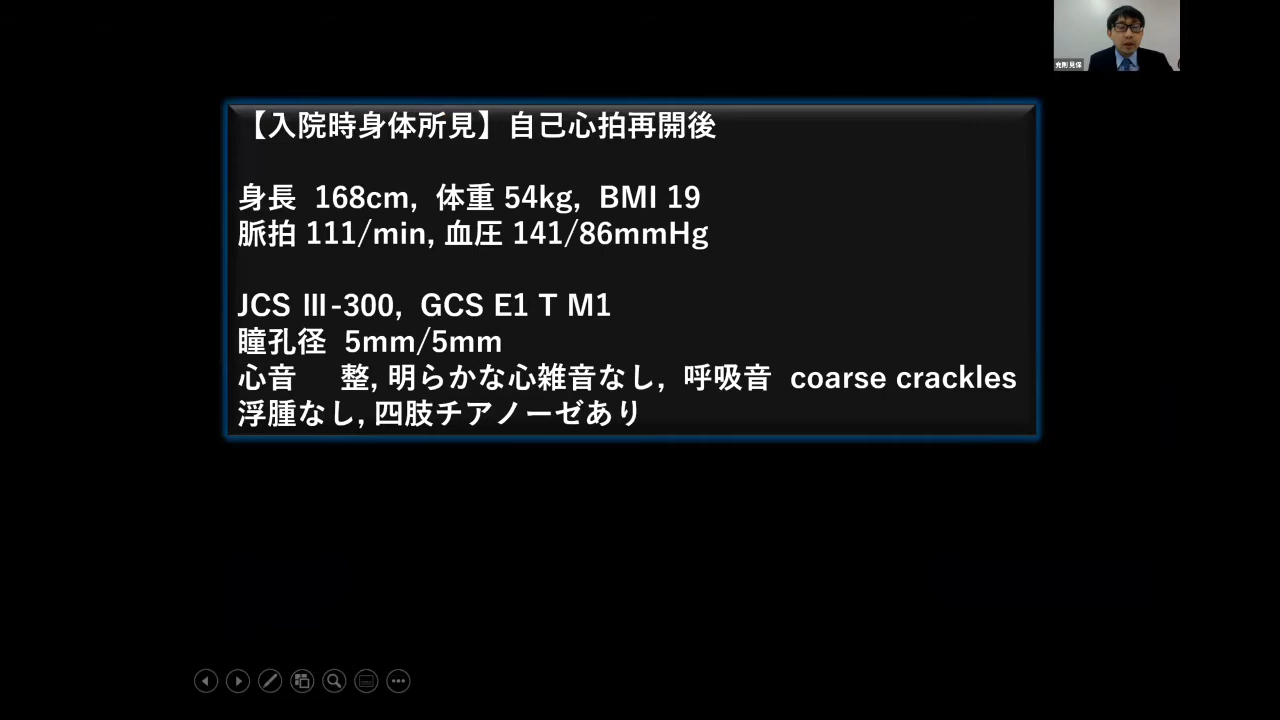 【入院時身体所見】自己心拍再開後
身長 168cm, 体重 54kg, BMI 19
脈拍 111/min, 血圧 141/86mmHg
JCS Ⅲ-300, GCS E1 T M1
瞳孔径 5mm/5mm
心音 整, 明らかな心雑音なし, 呼吸音 coarse crackles
浮腫なし, 四肢チアノーゼあり